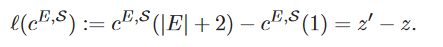 ℓ(c^{E,𝒮}) := c^{E,𝒮}(|E| + 2) − c^{E,𝒮}(1) = z′ − z.